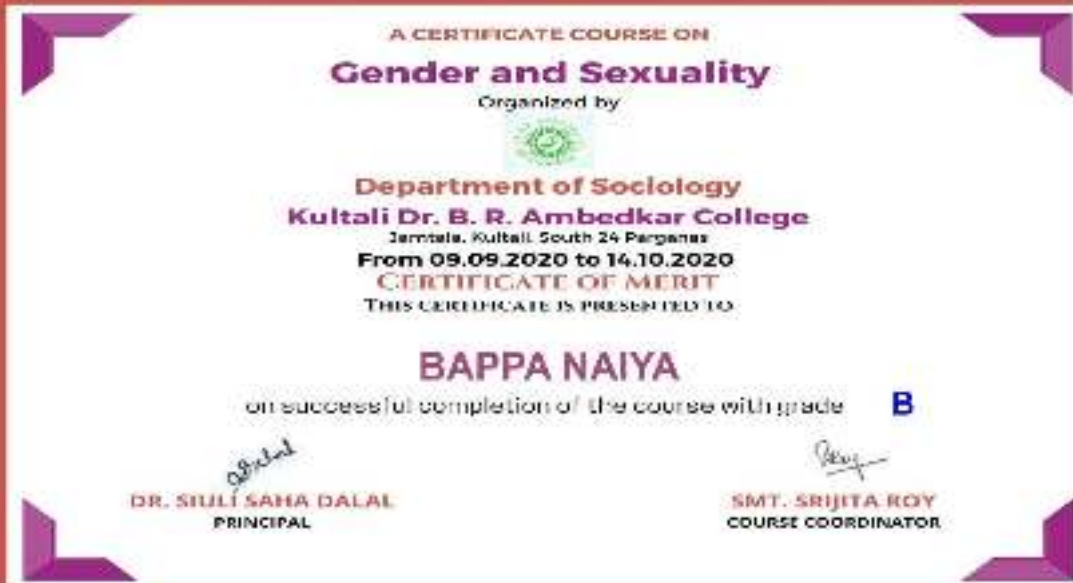 A CERTIFICATE COURSE ON
Gender and Sexuality
Organized by
Department of Sociology
Kultali Dr. B. R. Ambedkar College
Jamtala, Kultali, South 24 Parganas
From 09.09.2020 to 14.10.2020
CERTIFICATE OF MERIT
THIS CERTIFICATE IS PRESENTED TO
BAPPA NAIYA
on successful completion of the course with grade B
DR. SIULI SAHA DALAL
PRINCIPAL
SMT. SRIJITA ROY
COURSE COORDINATOR